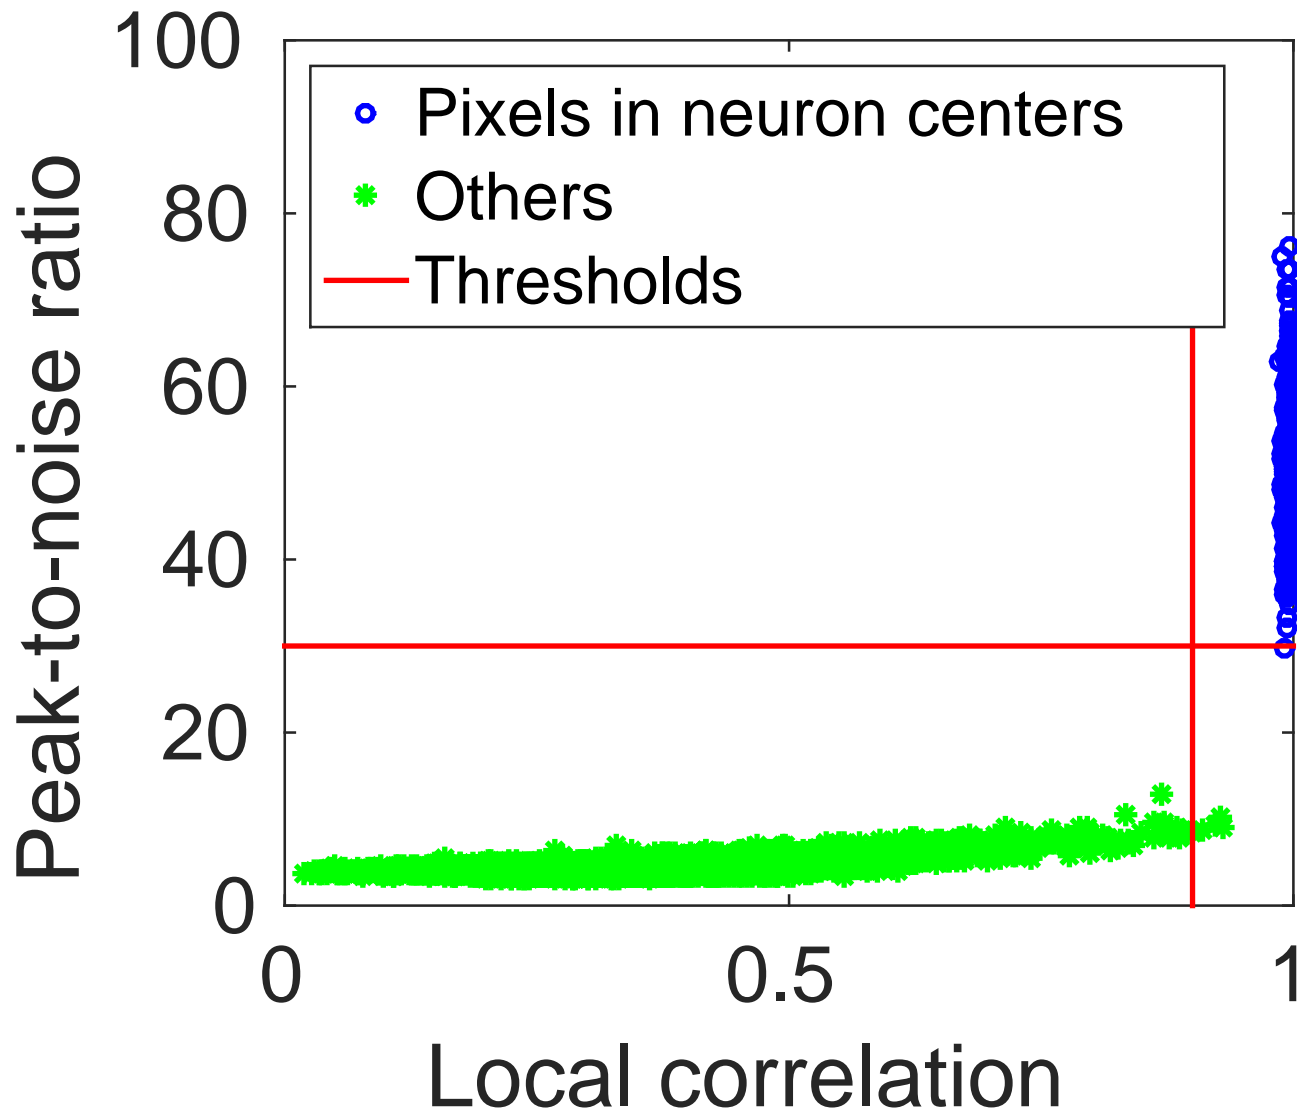 100
80
60
40
20
0
Peak-to-noise ratio
Pixels in neuron centers
Others
Thresholds
0
0.5
1
Local correlation